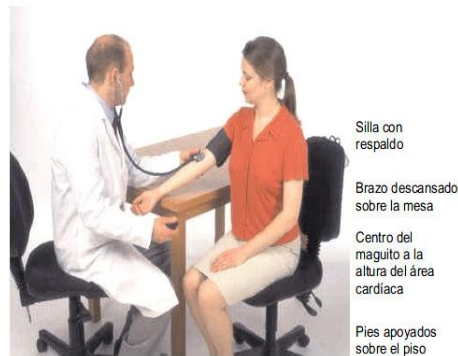 Silla con
respaldo
Brazo descansado
sobre la mesa
Centro del
maguito a la
altura del área
cardíaca
Pies apoyados
sobre el piso